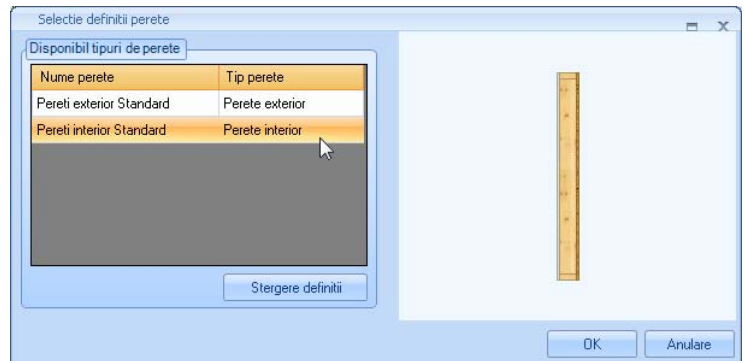 Selectie definitii perete
Disponibil tipuri de perete
Nume perete Tip perete
Pereti exterior Standard Perete exterior
Pereti interior Standard Perete interior
Stergere definitii
OK Anulare